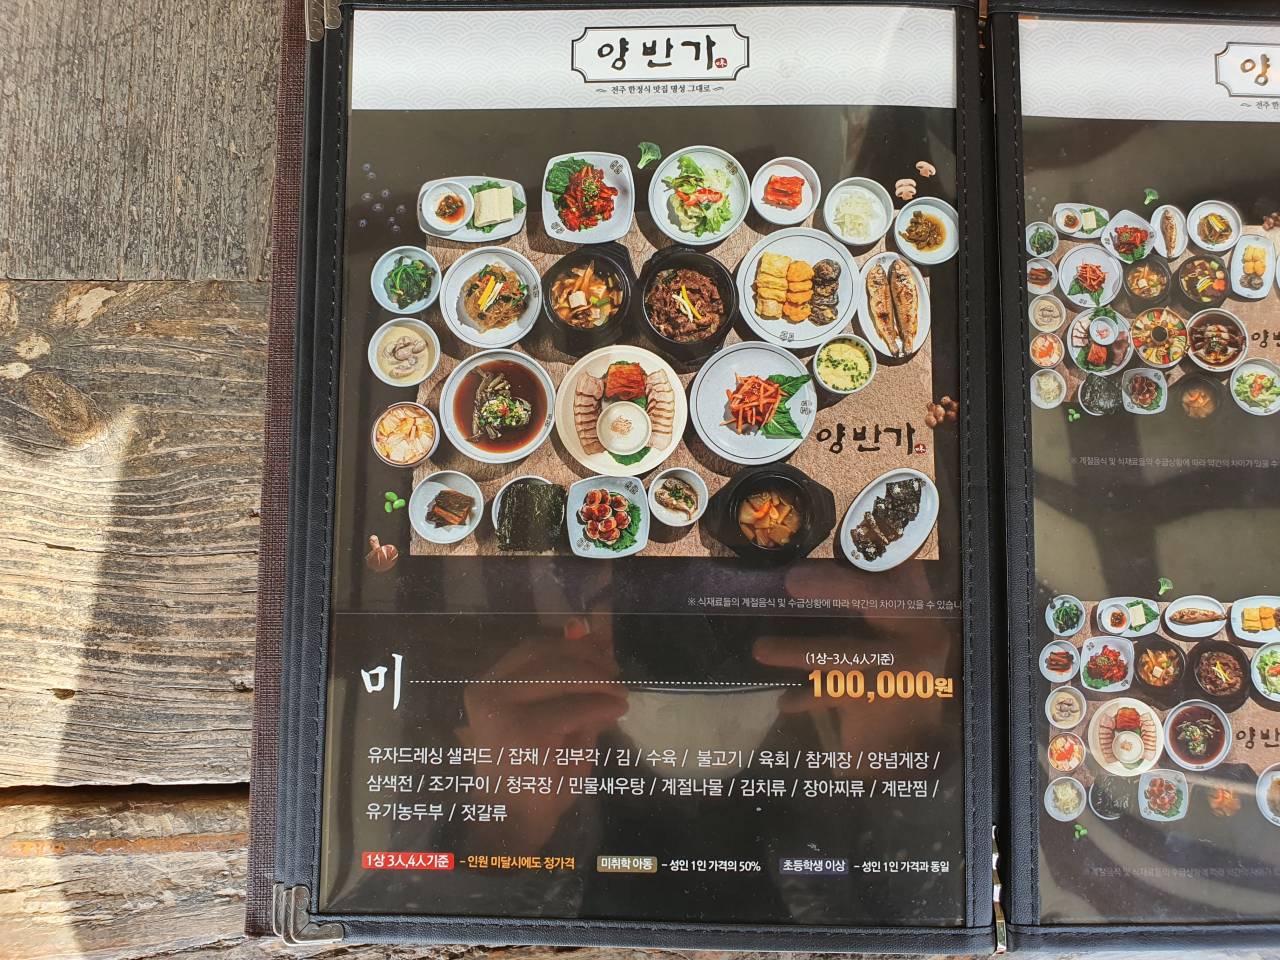 양반가
味
전주 한정식 맛집 명성 그대로
양반가
※ 식재료들의 계절음식 및 수급상황에 따라 약간의 차이가 있을 수 있습니
미
(1상-3人,4人기준)
100,000원
유자드레싱 샐러드 / 잡채 / 김부각 / 김 / 수육 / 불고기 / 육회 / 참게장 / 양념게장 /
삼색전 / 조기구이 / 청국장 / 민물새우탕 / 계절나물 / 김치류 / 장아찌류 / 계란찜 /
유기농두부 / 젓갈류
1상 3人,4人기준 - 인원 미달시에도 정가격 미취학 아동 - 성인 1인 가격의 50% 초등학생 이상 - 성인 1인 가격과 동일
양
전주 한
양반
※ 계절음식 및 식재료들의 수급상황에 따라 약간의 차이가 있을 수
양반